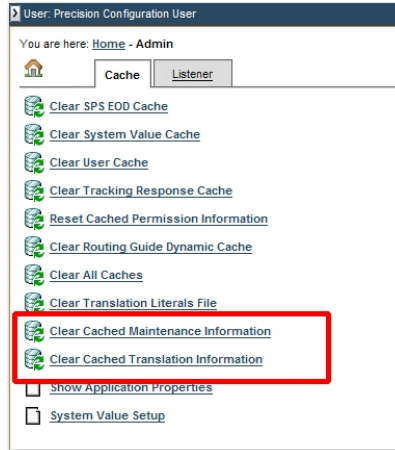 User: Precision Configuration User
You are here: Home - Admin
Cache Listener
Clear SPS EOD Cache
Clear System Value Cache
Clear User Cache
Clear Tracking Response Cache
Reset Cached Permission Information
Clear Routing Guide Dynamic Cache
Clear All Caches
Clear Translation Literals File
Clear Cached Maintenance Information
Clear Cached Translation Information
Show Application Properties
System Value Setup